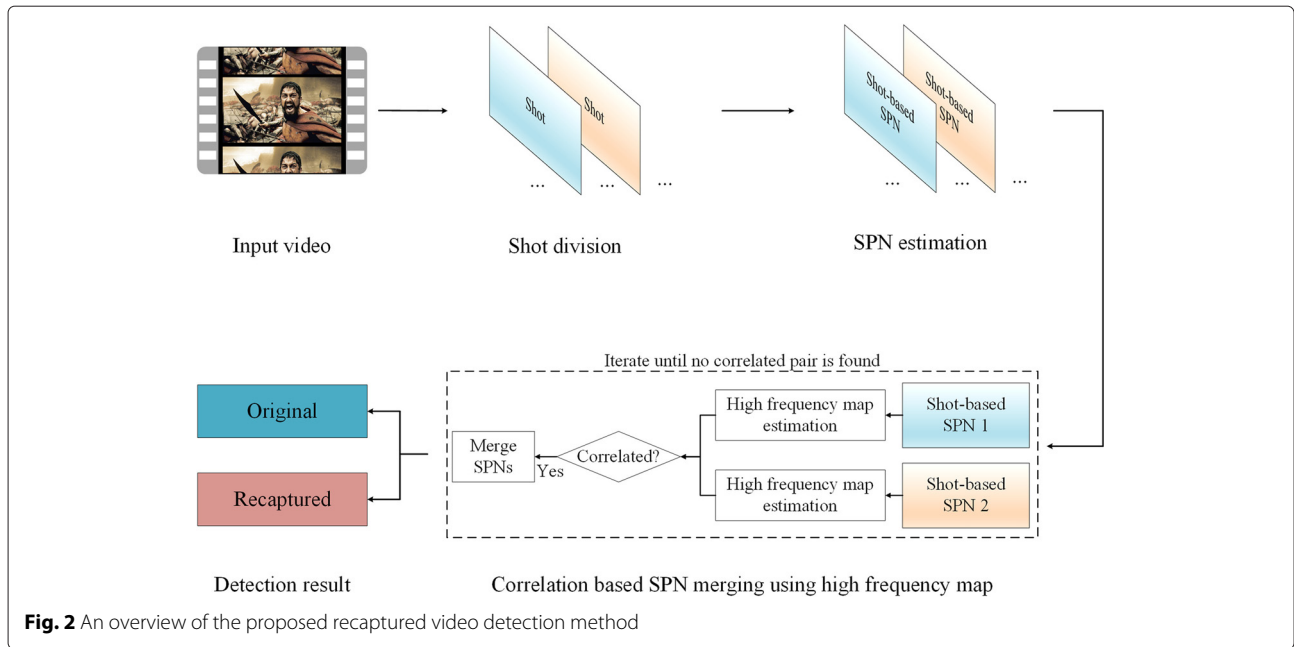 Shot
Shot
Shot-based
SPN
Shot-based
SPN
...
...
...
...
...
...
Input video
Shot division
SPN estimation
Iterate until no correlated pair is found
Original
Recaptured
Merge
SPNs
Yes
Correlated?
High frequency map
estimation
High frequency map
estimation
Shot-based
SPN 1
Shot-based
SPN 2
Detection result
Correlation based SPN merging using high frequency map
Fig. 2 An overview of the proposed recaptured video detection method